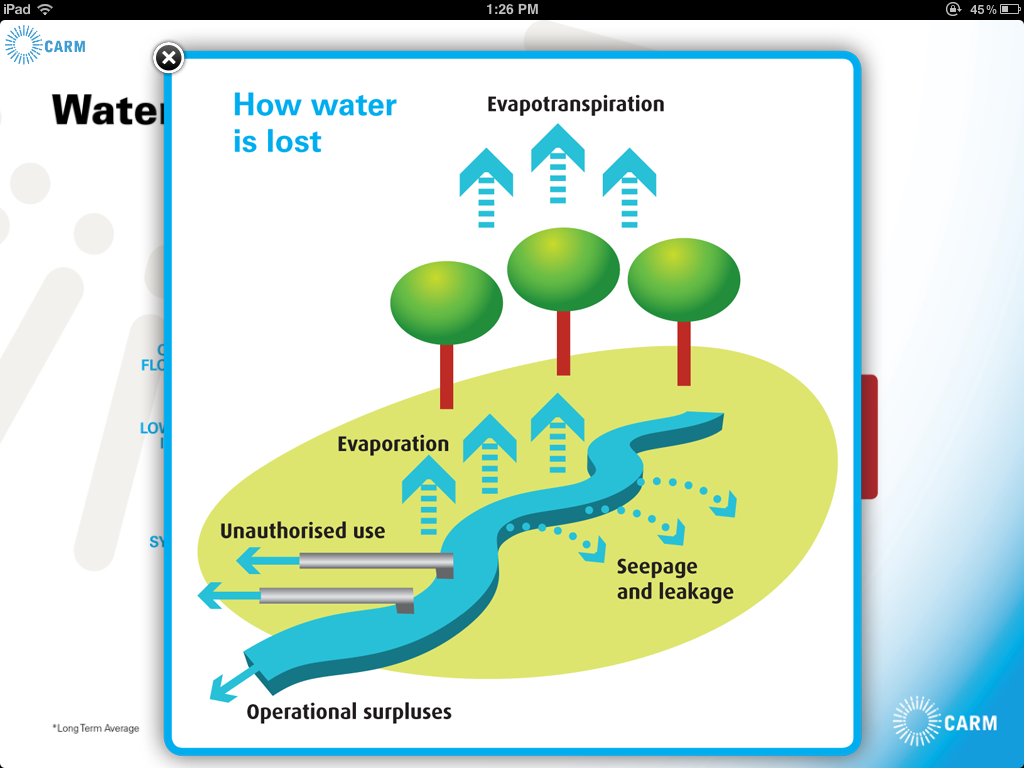 iPad
1:26 PM
45%
CARM
Water
How water
is lost
Evapotranspiration
Evaporation
Unauthorised use
Seepage
and leakage
Operational surpluses
*Long Term Average
CARM